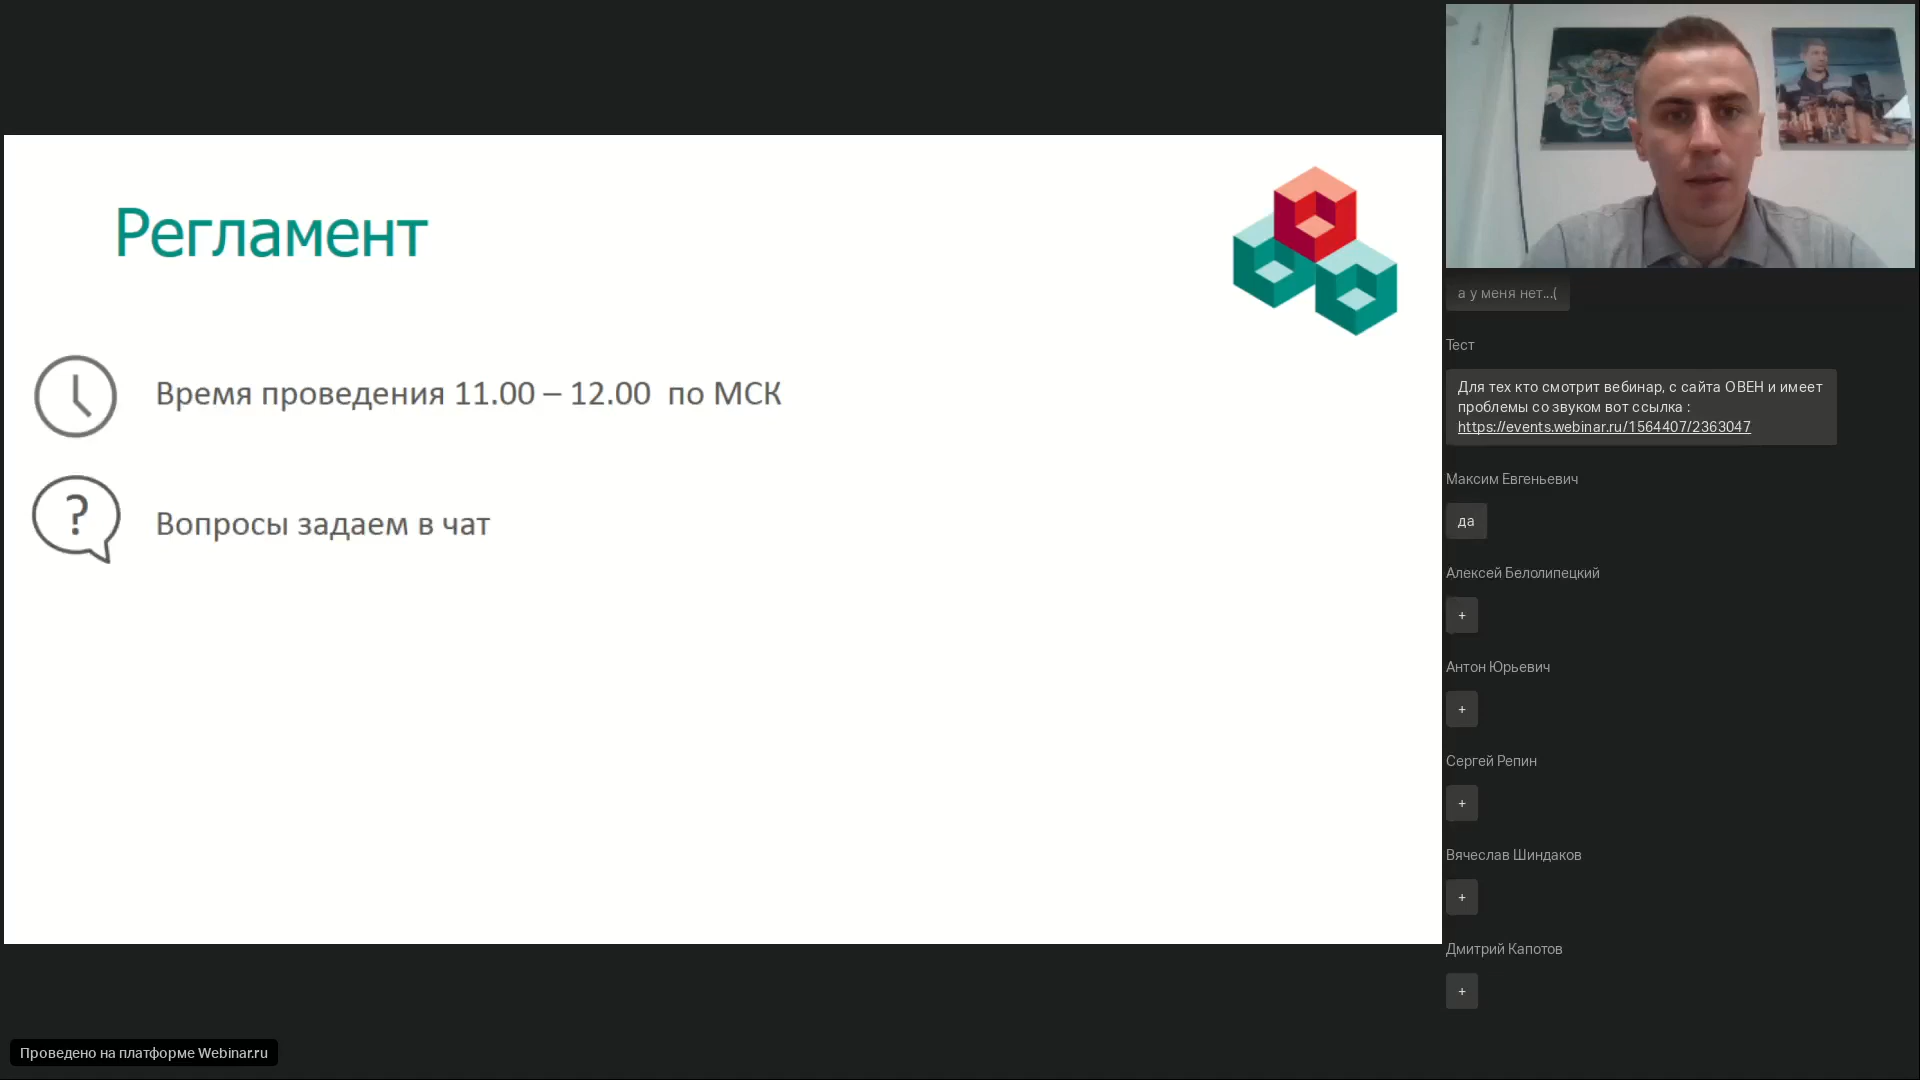 Регламент
Время проведения 11.00 – 12.00 по МСК
Вопросы задаем в чат
а у меня нет...(
Тест
Для тех кто смотрит вебинар, с сайта ОВЕН и имеет
проблемы со звуком вот ссылка :
https://events.webinar.ru/1564407/2363047
Максим Евгеньевич
да
Алексей Белолипецкий
+
Антон Юрьевич
+
Сергей Репин
+
Вячеслав Шиндаков
+
Дмитрий Капотов
+
Проведено на платформе Webinar.ru